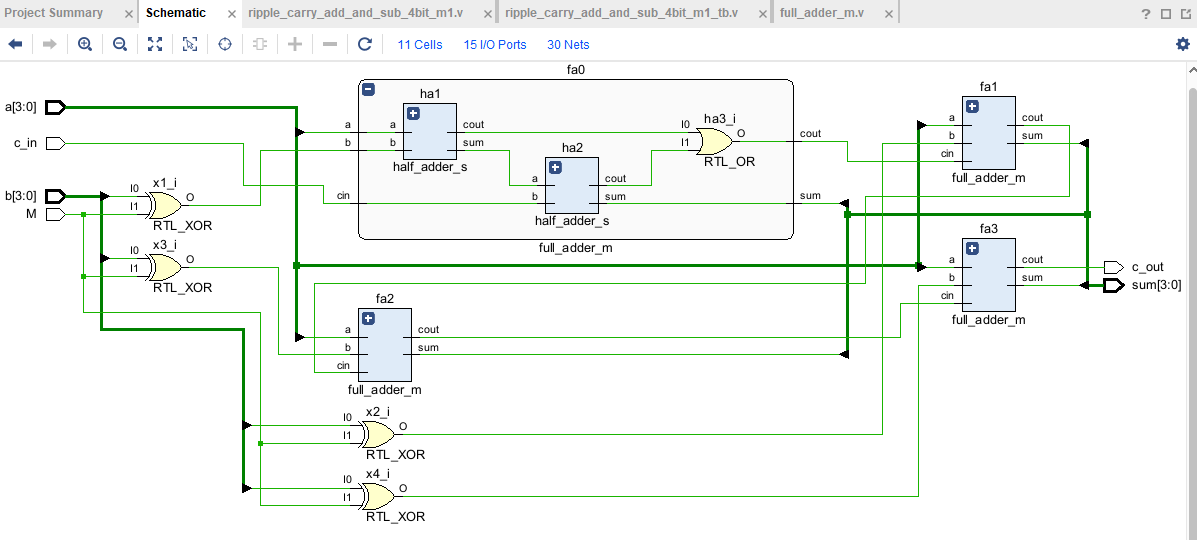 Project Summary × Schematic × ripple_carry_add_and_sub_4bit_m1.v × ripple_carry_add_and_sub_4bit_m1_tb.v × full_adder_m.v ×
11 Cells 15 I/O Ports 30 Nets
a[3:0]
c_in
b[3:0]
M
x1_i
I0
I1
O
RTL_XOR
x3_i
I0
I1
O
RTL_XOR
fa0
a
b
cin
ha1
a
b
cout
sum
half_adder_s
ha2
a
b
cout
sum
half_adder_s
ha3_i
I0
I1
O
RTL_OR
cout
sum
full_adder_m
fa2
a
b
cin
cout
sum
full_adder_m
x2_i
I0
I1
O
RTL_XOR
x4_i
I0
I1
O
RTL_XOR
fa1
a
b
cin
cout
sum
full_adder_m
fa3
a
b
cin
cout
sum
full_adder_m
c_out
sum[3:0]